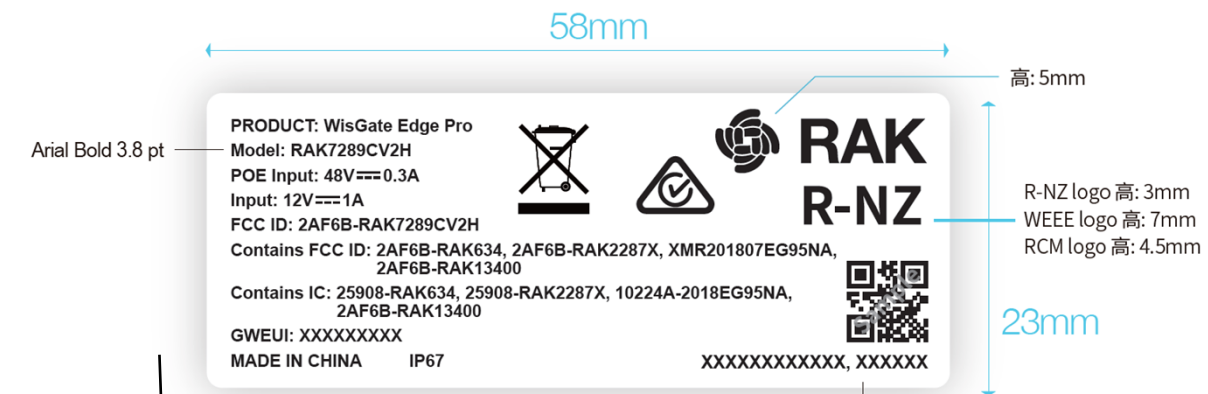 58mm
高: 5mm
Arial Bold 3.8 pt
PRODUCT: WisGate Edge Pro
Model: RAK7289CV2H
POE Input: 48V⎓0.3A
Input: 12V⎓1A
FCC ID: 2AF6B-RAK7289CV2H
Contains FCC ID: 2AF6B-RAK634, 2AF6B-RAK2287X, XMR201807EG95NA,
2AF6B-RAK13400
Contains IC: 25908-RAK634, 25908-RAK2287X, 10224A-2018EG95NA,
2AF6B-RAK13400
GWEUI: XXXXXXXXX
MADE IN CHINA IP67
RAK
R-NZ
Sample
XXXXXXXXXXXX, XXXXXX
R-NZ logo 高: 3mm
WEEE logo 高: 7mm
RCM logo 高: 4.5mm
23mm